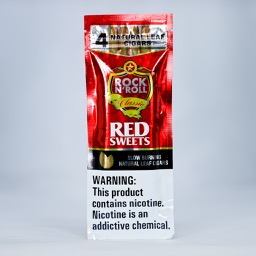 4 NATURAL LEAF
CIGARS
ROCK
N' ROLL
Classic
RED
SWEETS
SLOW BURNING
NATURAL LEAF CIGARS
WARNING:
This product
contains nicotine.
Nicotine is an
addictive chemical.